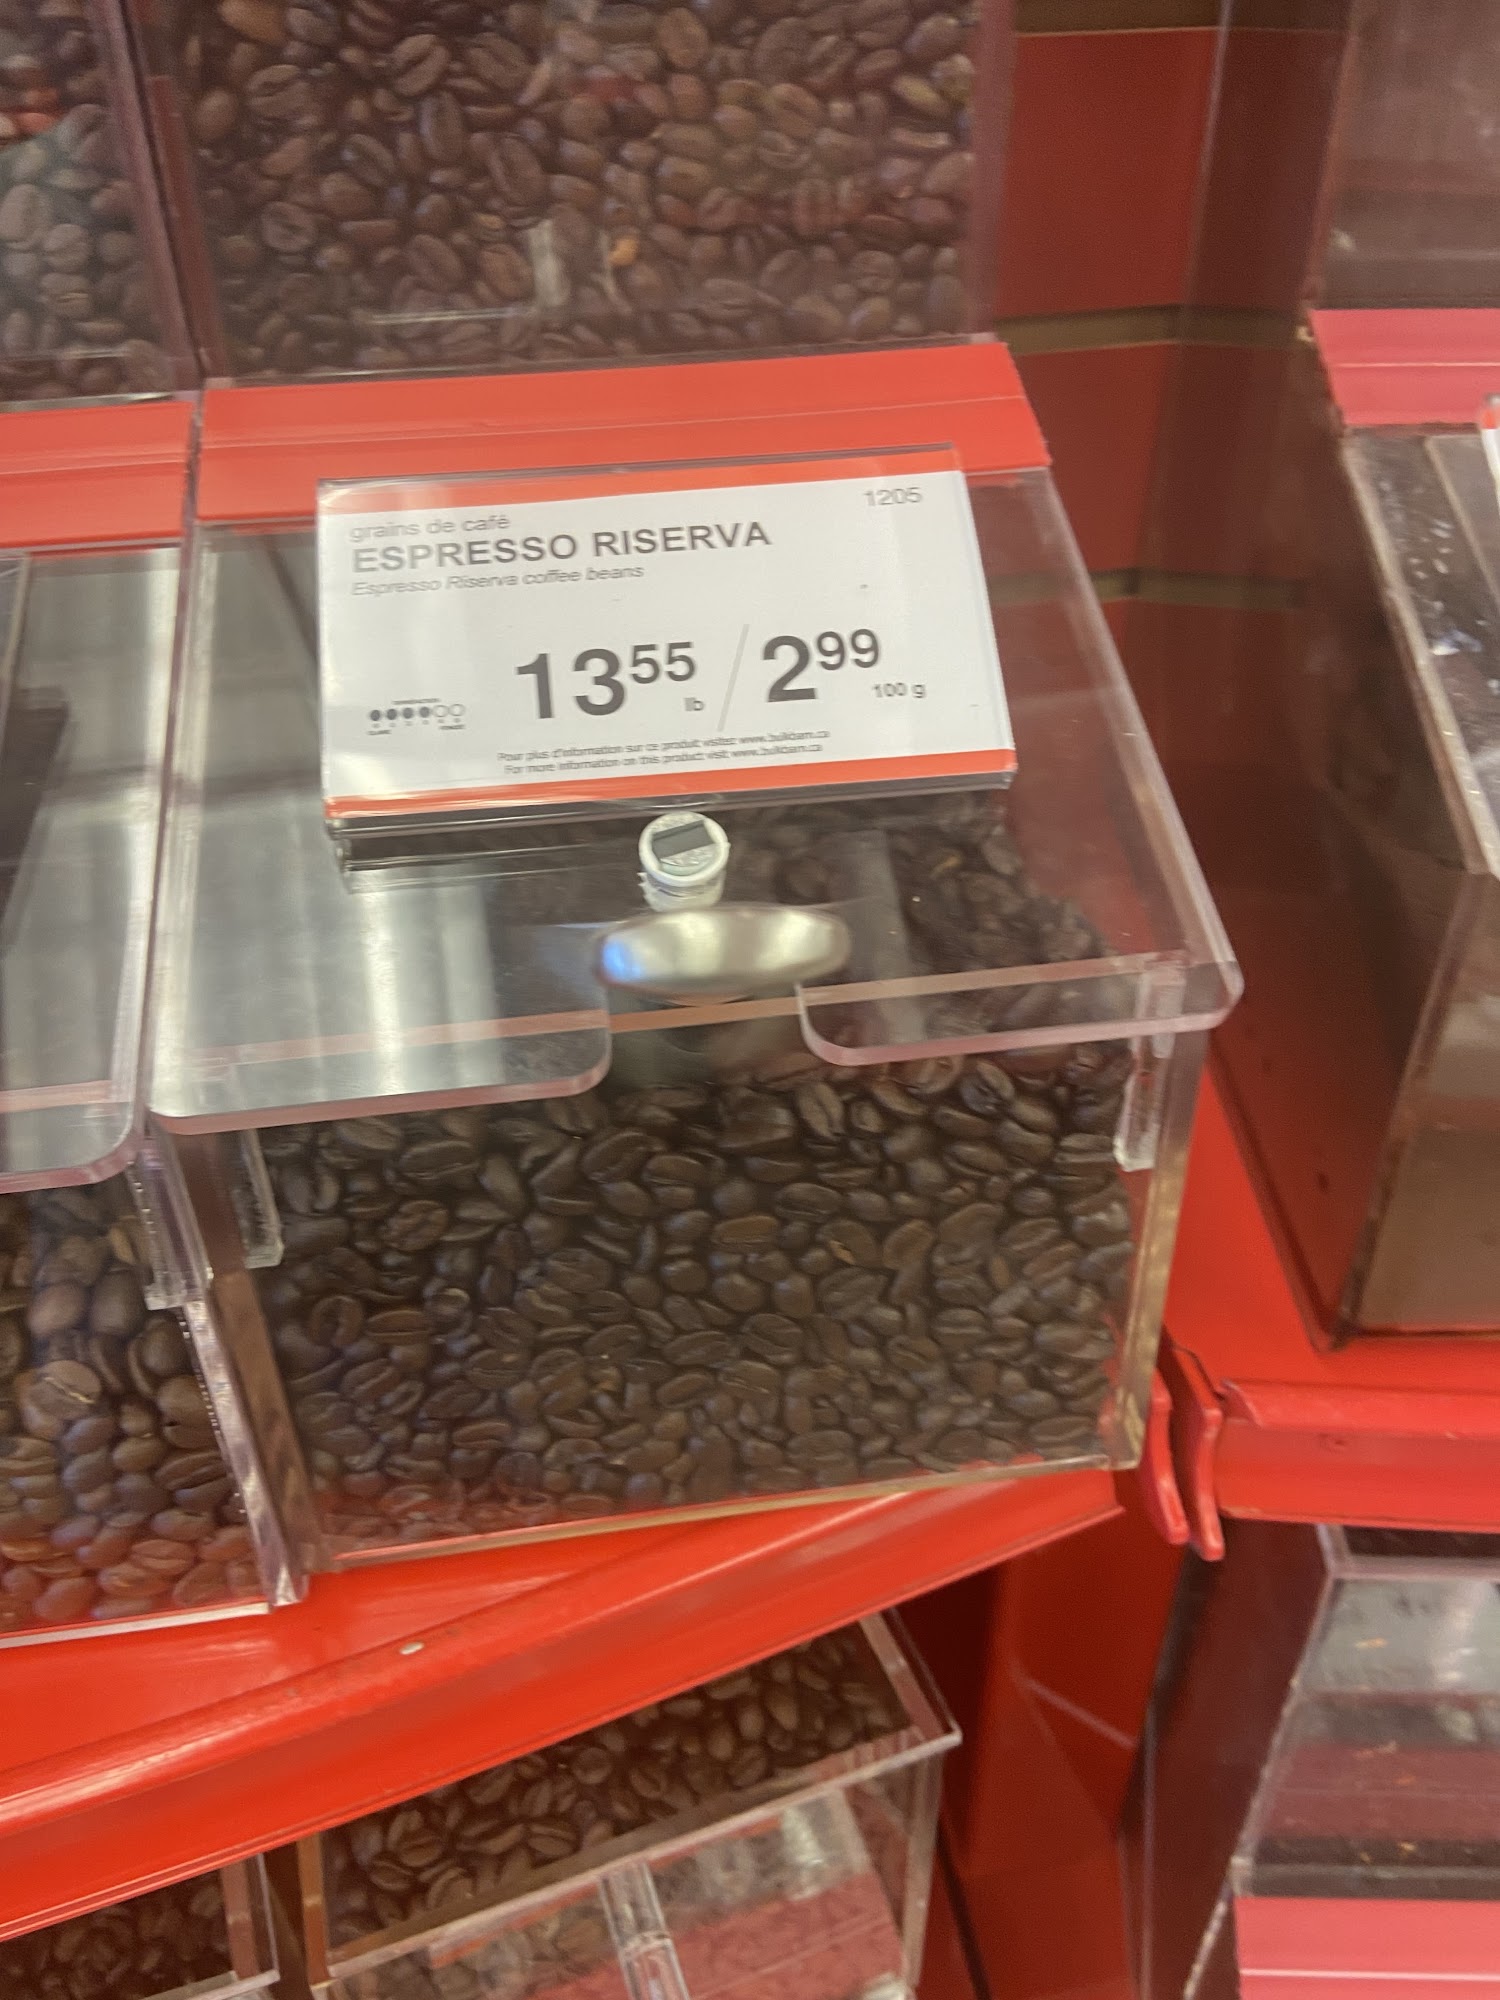 1205
grains de café
ESPRESSO RISERVA
Espresso Riserva coffee beans
13 55 lb / 2 99 100 g
Pour plus d'information sur ce produit visitez www.bulkbarn.ca
For more information on this product visit www.bulkbarn.ca